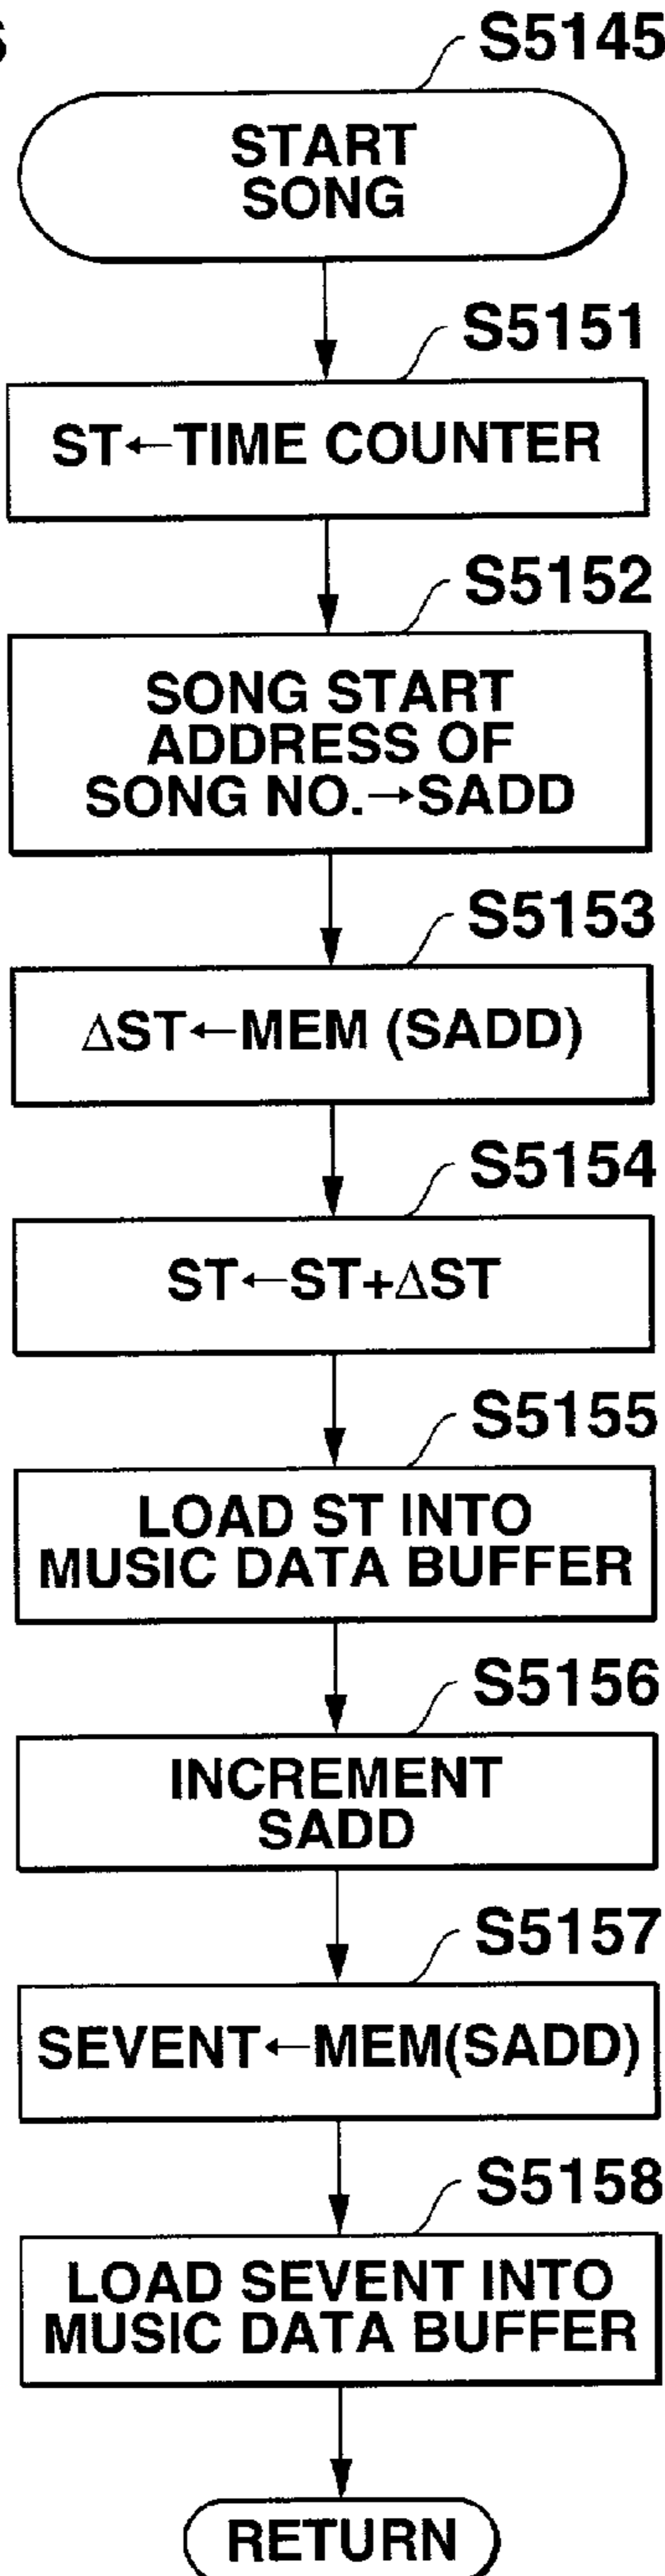 S5145
START
SONG
S5151
ST←TIME COUNTER
S5152
SONG START
ADDRESS OF
SONG NO.→SADD
S5153
ΔST←MEM (SADD)
S5154
ST←ST+ΔST
S5155
LOAD ST INTO
MUSIC DATA BUFFER
S5156
INCREMENT
SADD
S5157
SEVENT←MEM(SADD)
S5158
LOAD SEVENT INTO
MUSIC DATA BUFFER
RETURN